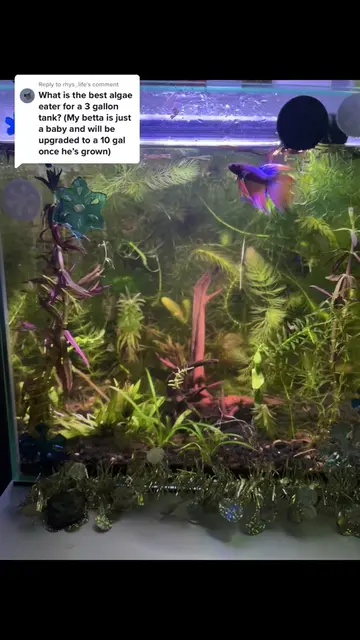 Reply to rhys_life's comment
What is the best algae
eater for a 3 gallon
tank? (My betta is just
a baby and will be
upgraded to a 10 gal
once he's grown)